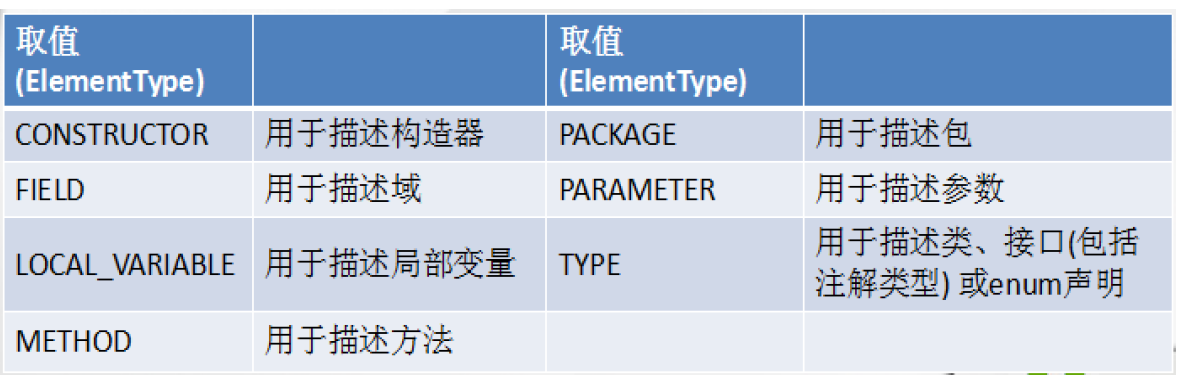 取值
(ElementType)
取值
(ElementType)
CONSTRUCTOR 用于描述构造器 PACKAGE 用于描述包
FIELD 用于描述域 PARAMETER 用于描述参数
LOCAL_VARIABLE 用于描述局部变量 TYPE 用于描述类、接口(包括
注解类型) 或enum声明
METHOD 用于描述方法